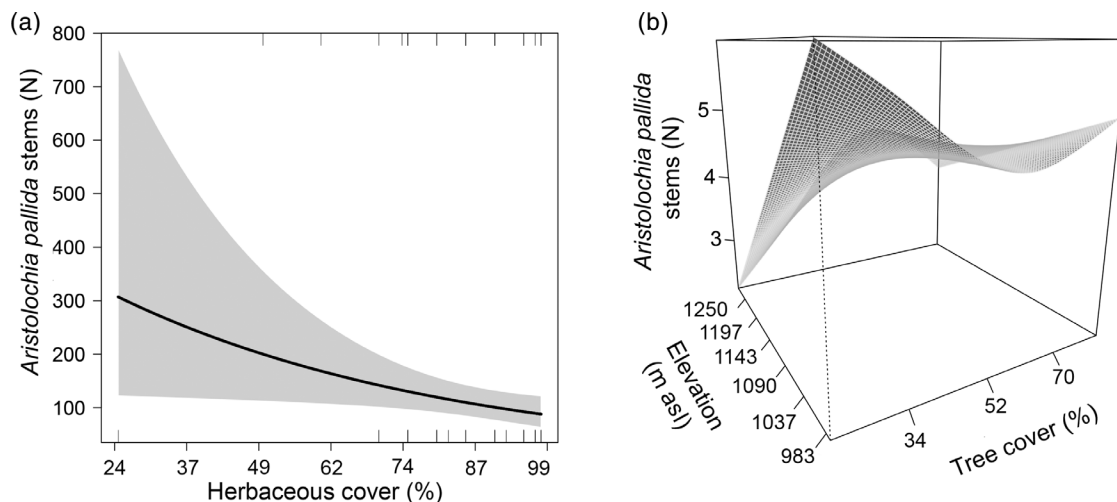 (a)
Aristolochia pallida stems (N)
800
700
600
500
400
300
200
100
24 37 49 62 74 87 99
Herbaceous cover (%)
(b)
Aristolochia pallida
stems (N)
5
4
3
1250
1197
1143
1090
1037
983
Elevation
(m asl)
34 52 70
Tree cover (%)